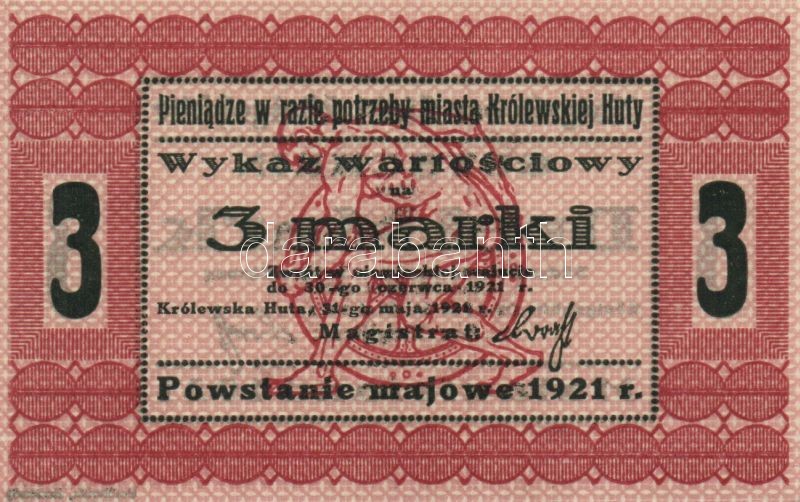 Pieniądze w razie potrzeby miasta Królewskiej Huty
Wykaz wartościowy
na
3 3 marki 3
darabanth
do 30-go czerwca 1921 r.
Królewska Huta, 31-go maja 1921 r.
Magistrat:
Powstanie majowe 1921 r.